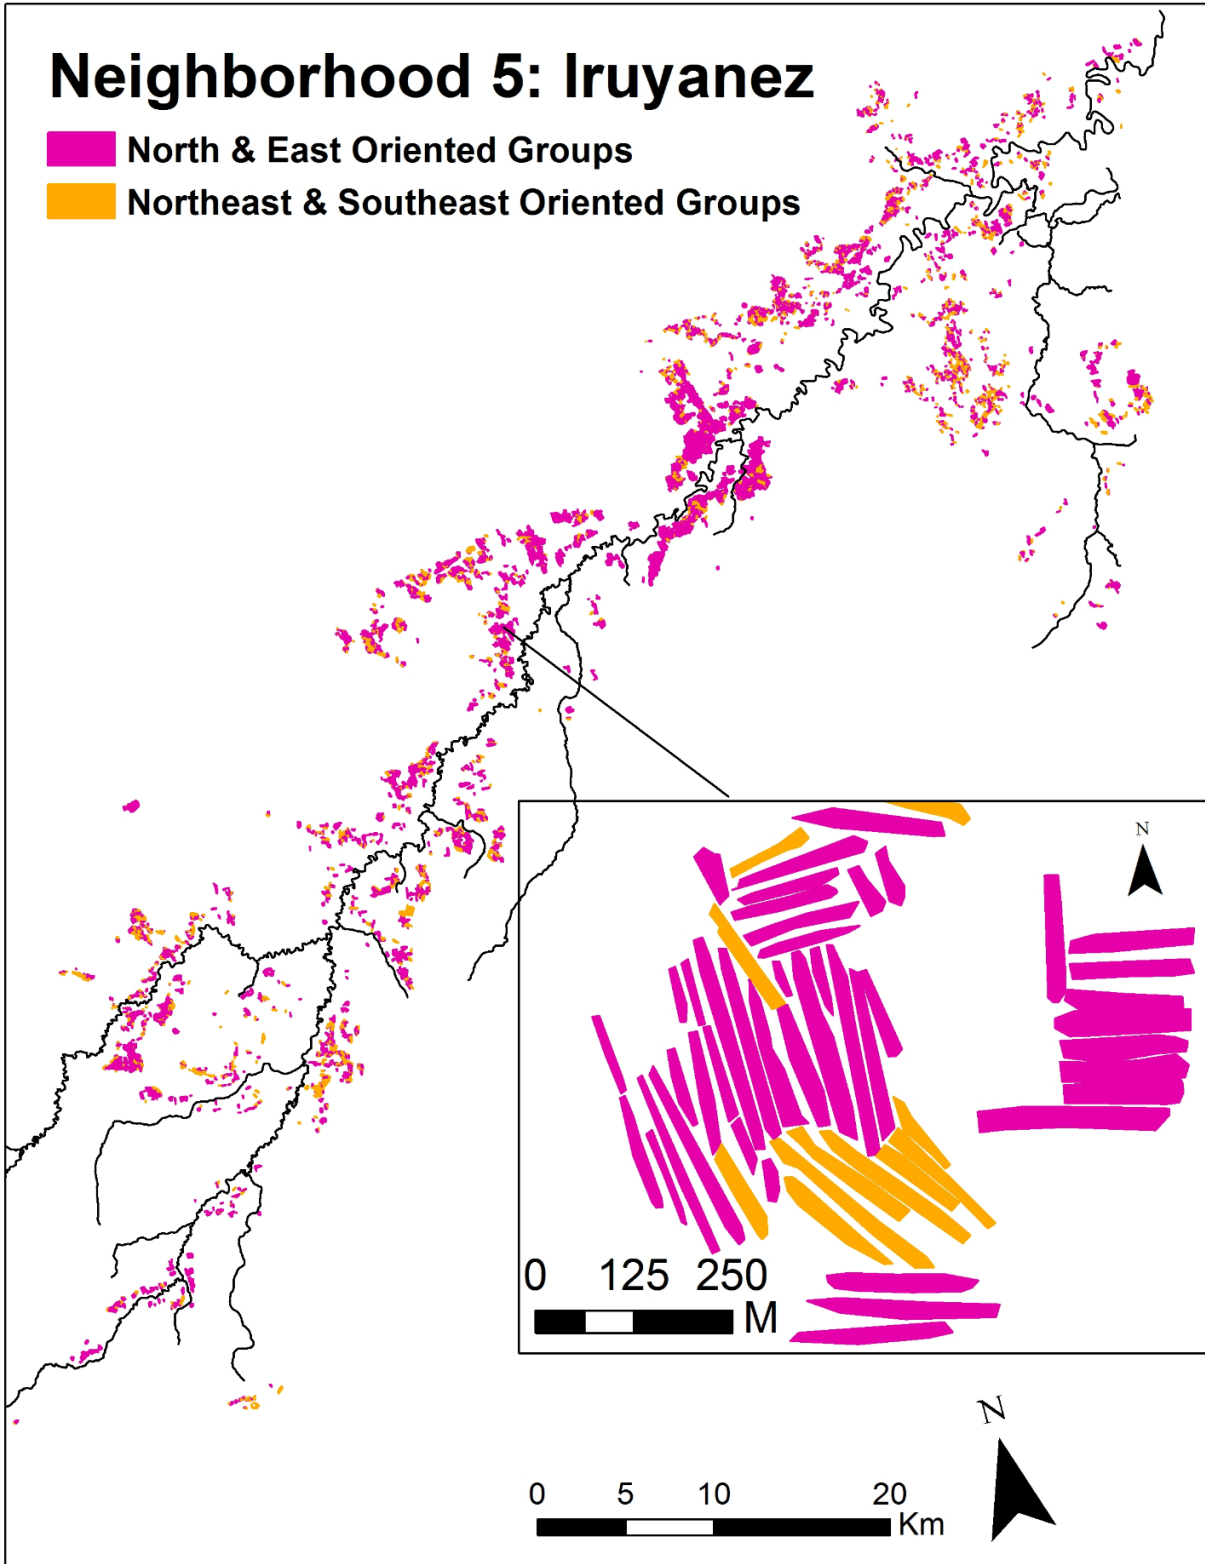 Neighborhood 5: Iruyanez
North & East Oriented Groups
Northeast & Southeast Oriented Groups
N
0 125 250
M
N
0 5 10 20
Km